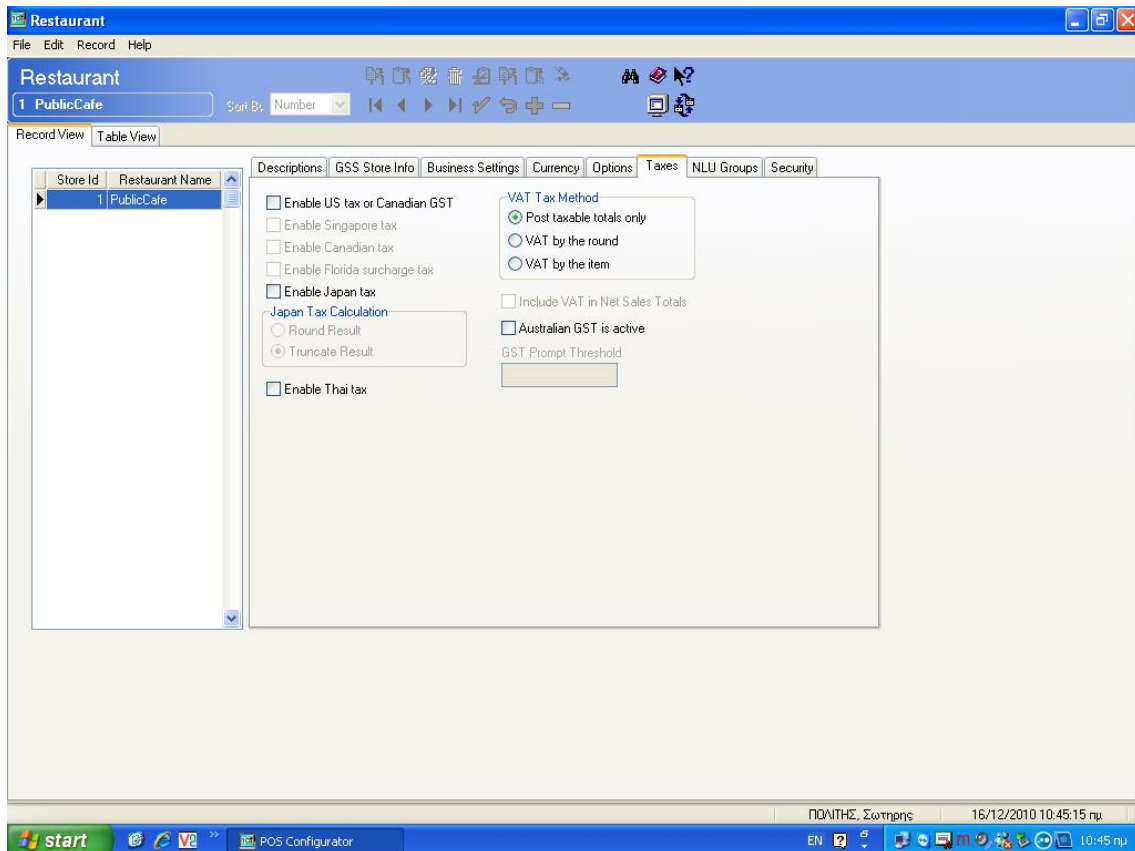 Restaurant
File Edit Record Help
Restaurant
1 PublicCafe Sort By Number
Record View Table View
Store Id Restaurant Name
1 PublicCafe
Descriptions GSS Store Info Business Settings Currency Options Taxes NLU Groups Security
Enable US tax or Canadian GST
Enable Singapore tax
Enable Canadian tax
Enable Florida surcharge tax
Enable Japan tax
Japan Tax Calculation
Round Result
Truncate Result
Enable Thai tax
VAT Tax Method
Post taxable totals only
VAT by the round
VAT by the item
Include VAT in Net Sales Totals
Australian GST is active
GST Prompt Threshold
ΠΟΛΙΤΗΣ, Σωτηρης 16/12/2010 10:45:15 πμ
start POS Configurator EN 10:45 πμ